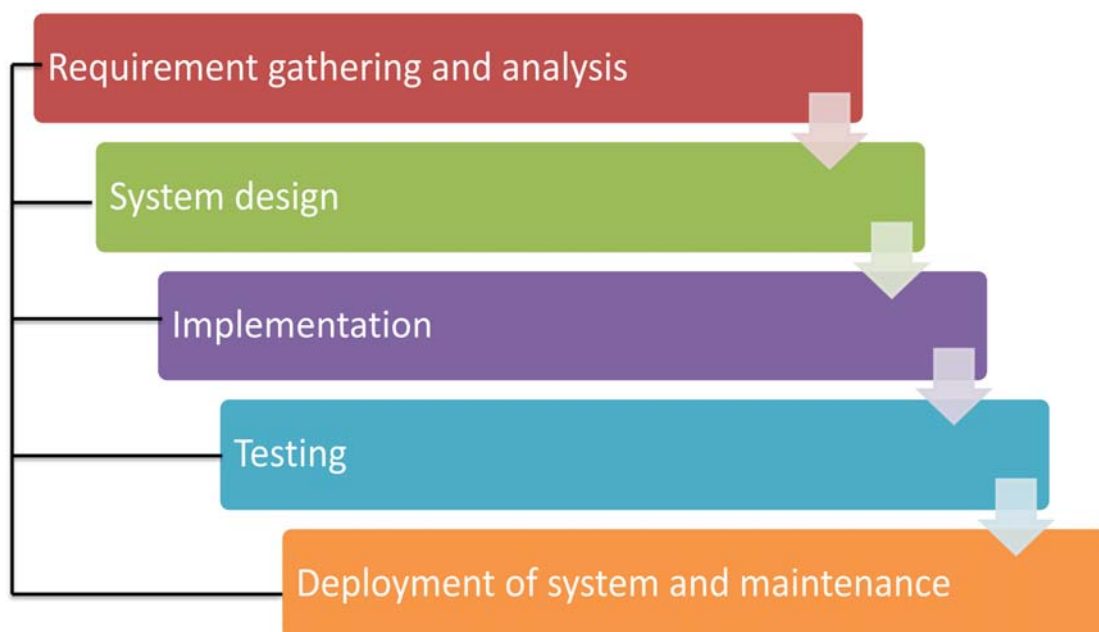 Requirement gathering and analysis
System design
Implementation
Testing
Deployment of system and maintenance